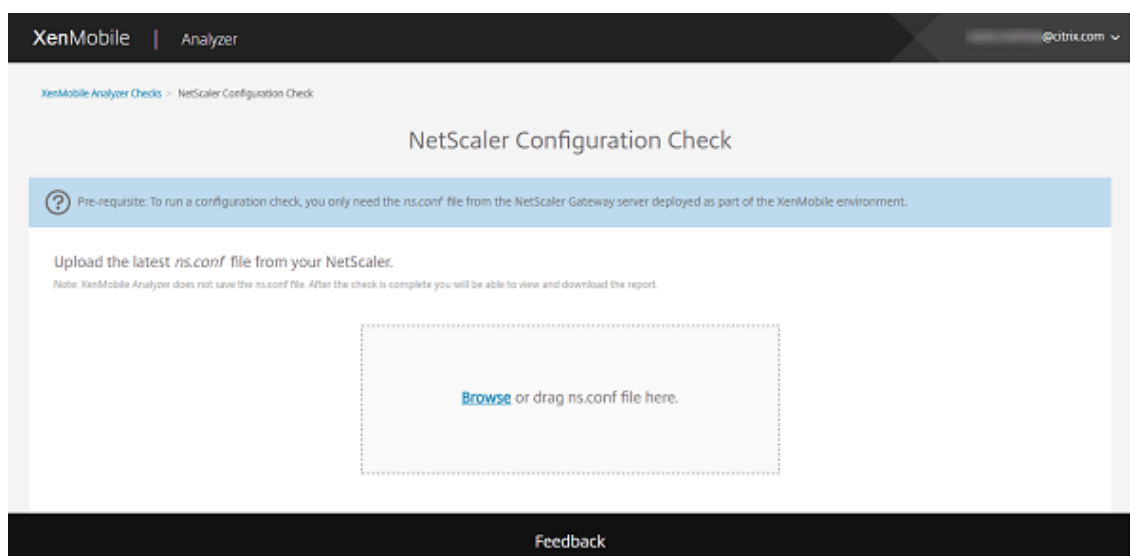 XenMobile | Analyzer
@citrix.com
XenMobile Analyzer Checks > NetScaler Configuration Check
NetScaler Configuration Check
? Pre-requisite: To run a configuration check, you only need the ns.conf file from the NetScaler Gateway server deployed as part of the XenMobile environment.
Upload the latest ns.conf file from your NetScaler.
Note: XenMobile Analyzer does not save the ns.conf file. After the check is complete you will be able to view and download the report.
Browse or drag ns.conf file here.
Feedback